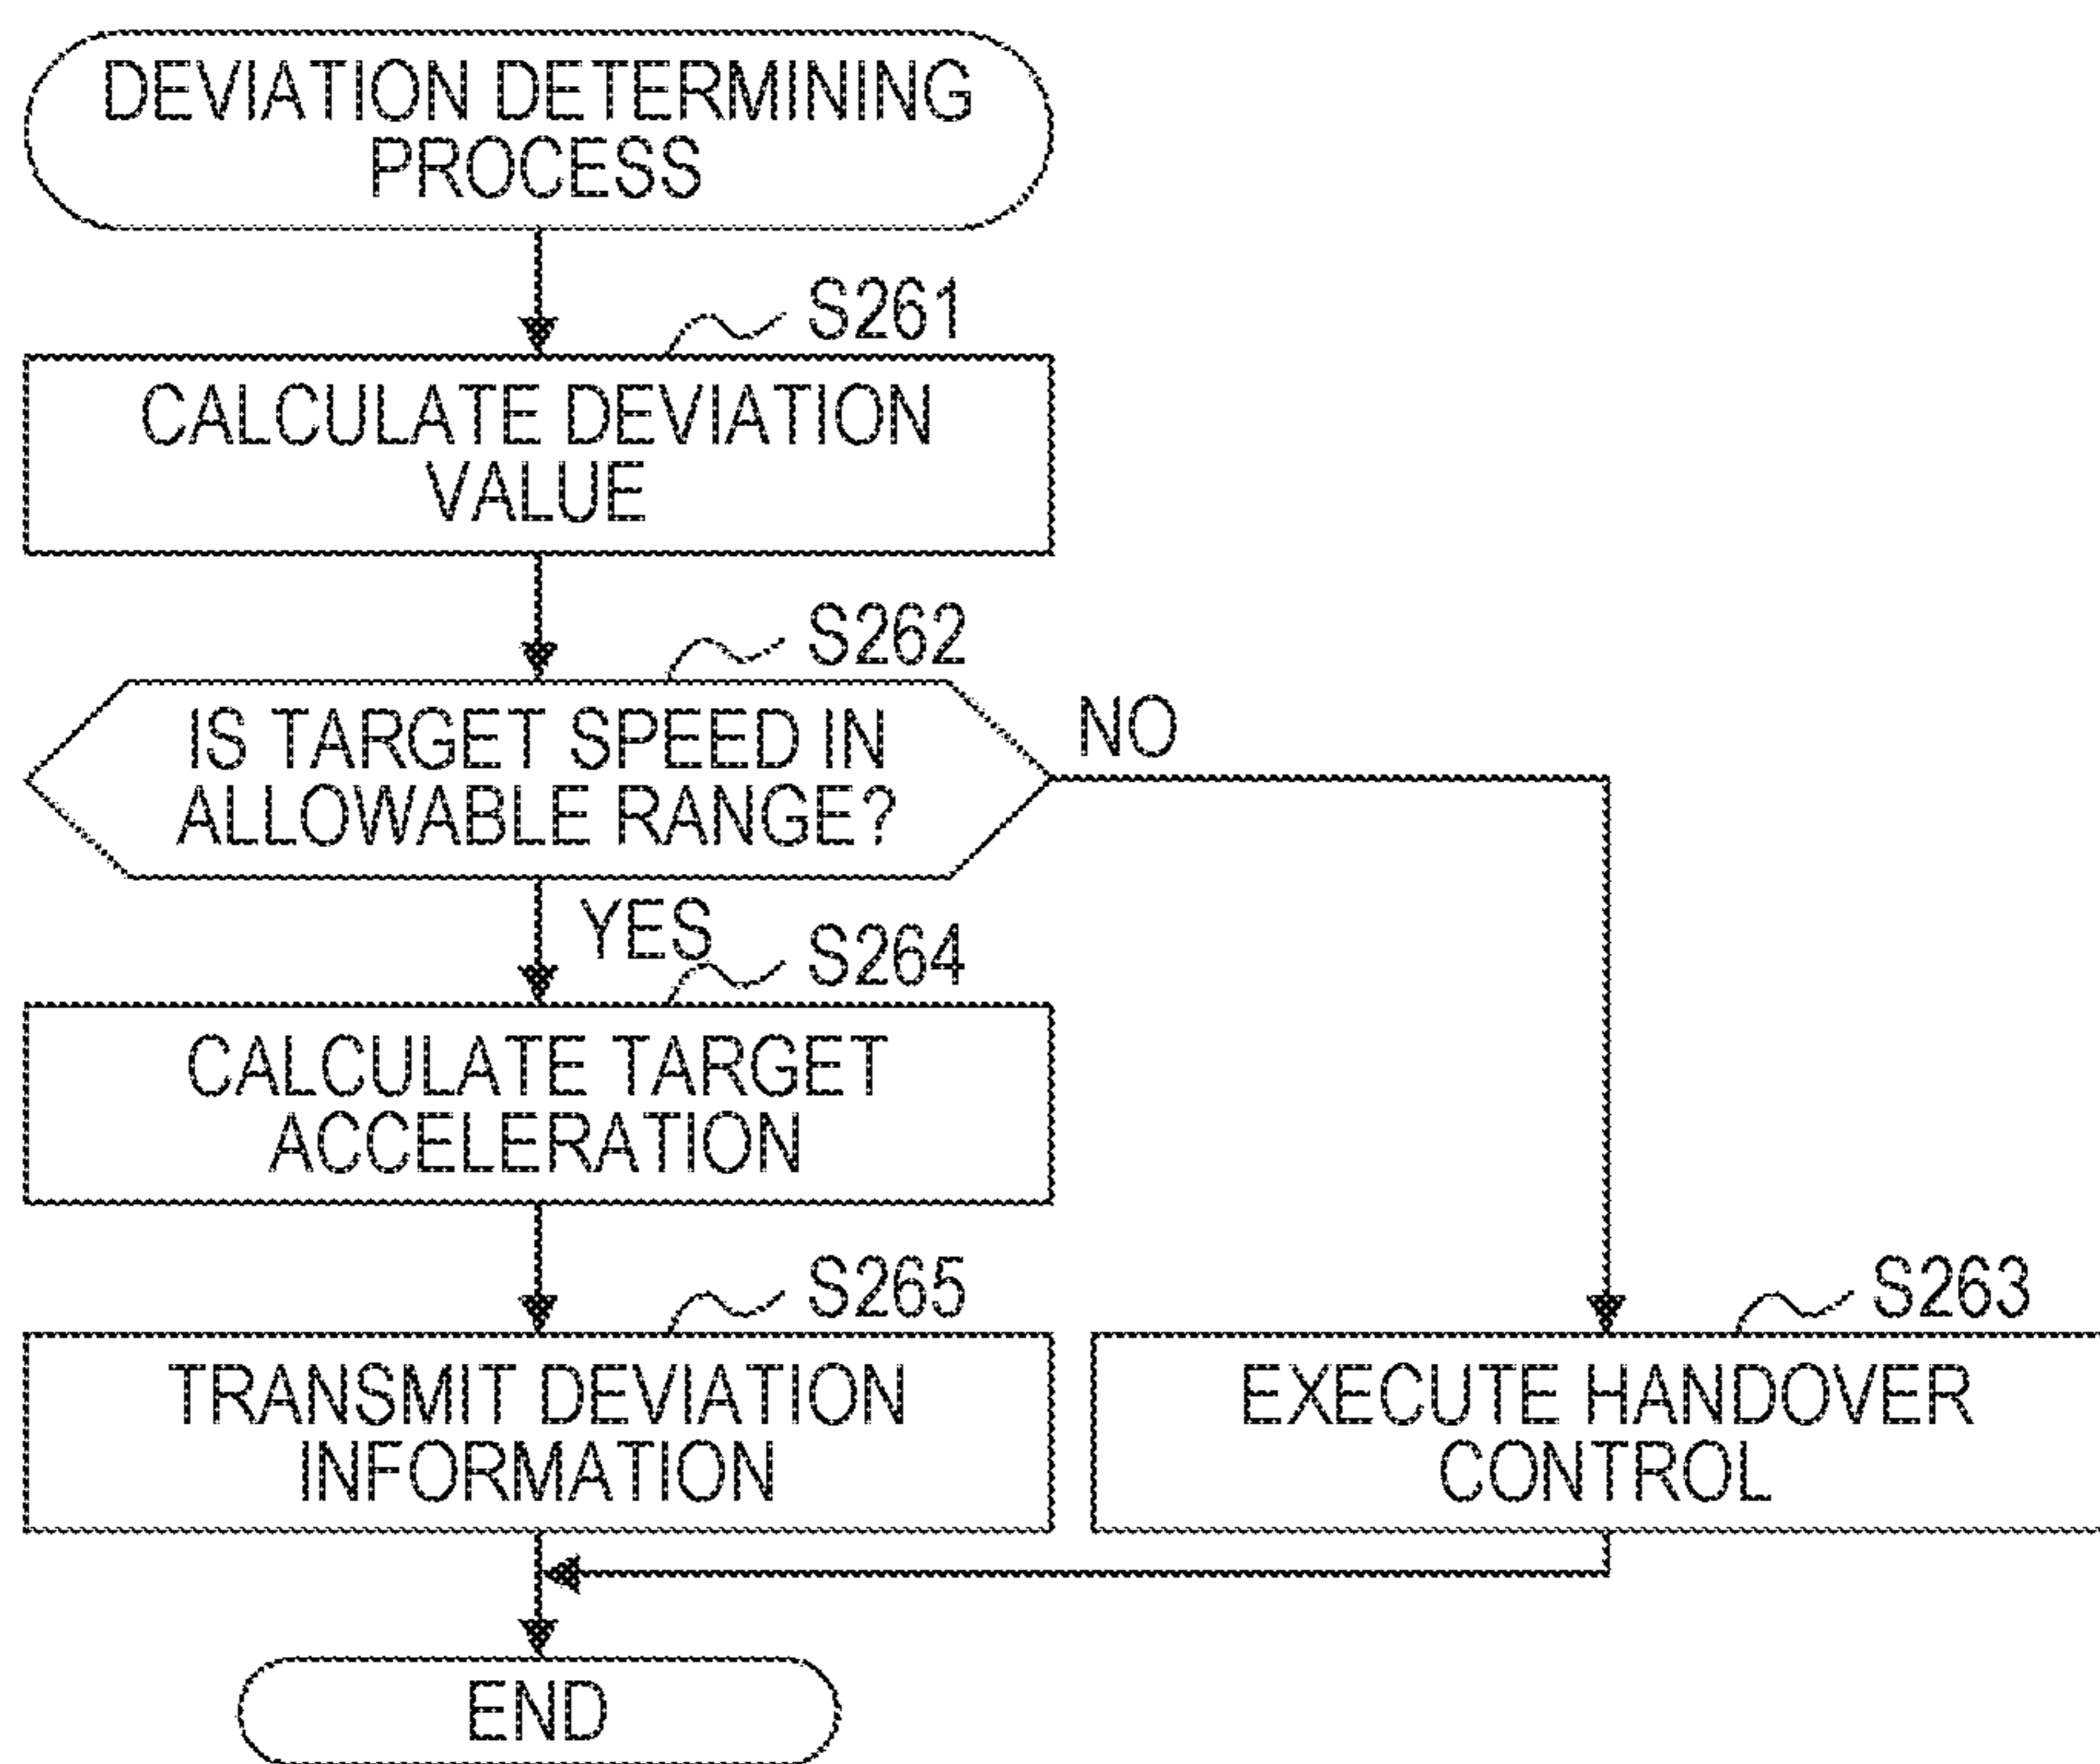 DEVIATION DETERMINING
PROCESS
S261
CALCULATE DEVIATION
VALUE
S262
IS TARGET SPEED IN
ALLOWABLE RANGE?
NO
YES
S264
CALCULATE TARGET
ACCELERATION
S265
TRANSMIT DEVIATION
INFORMATION
S263
EXECUTE HANDOVER
CONTROL
END